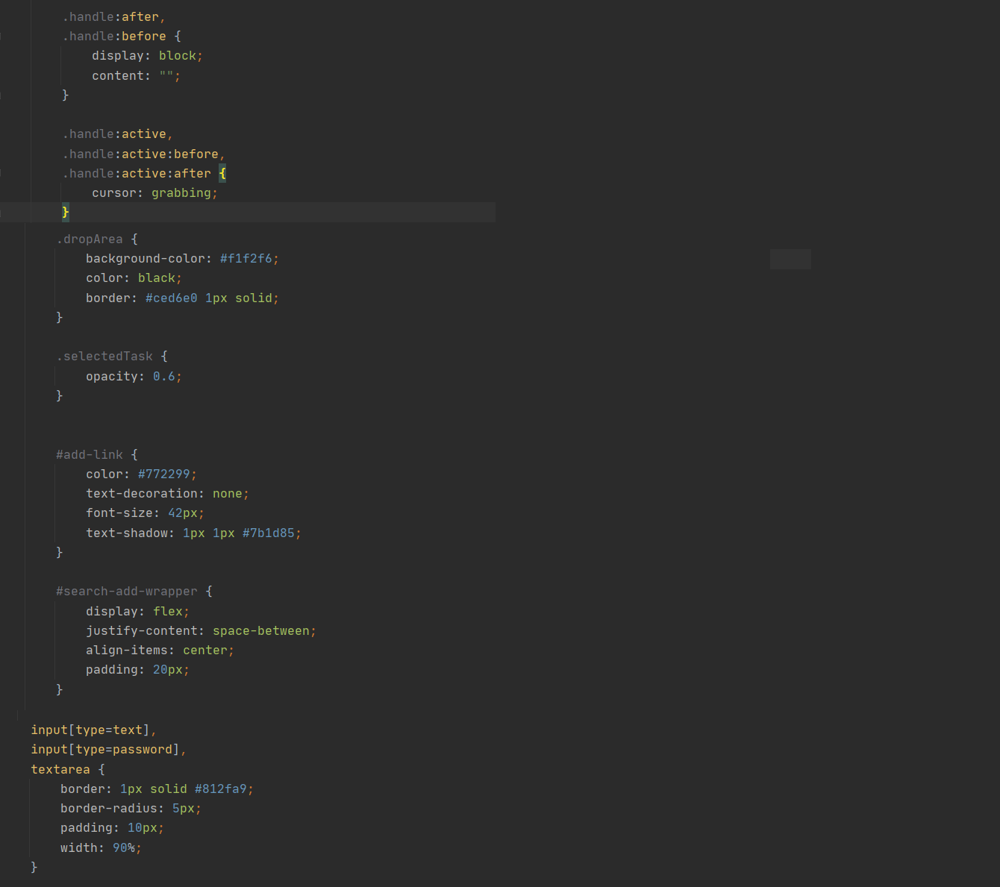 .handle:after,
.handle:before {
display: block;
content: "";
}
.handle:active,
.handle:active:before,
.handle:active:after {
cursor: grabbing;
}
.dropArea {
background-color: #f1f2f6;
color: black;
border: #ced6e0 1px solid;
}
.selectedTask {
opacity: 0.6;
}
#add-link {
color: #772299;
text-decoration: none;
font-size: 42px;
text-shadow: 1px 1px #7b1d85;
}
#search-add-wrapper {
display: flex;
justify-content: space-between;
align-items: center;
padding: 20px;
}
input[type=text],
input[type=password],
textarea {
border: 1px solid #812fa9;
border-radius: 5px;
padding: 10px;
width: 90%;
}